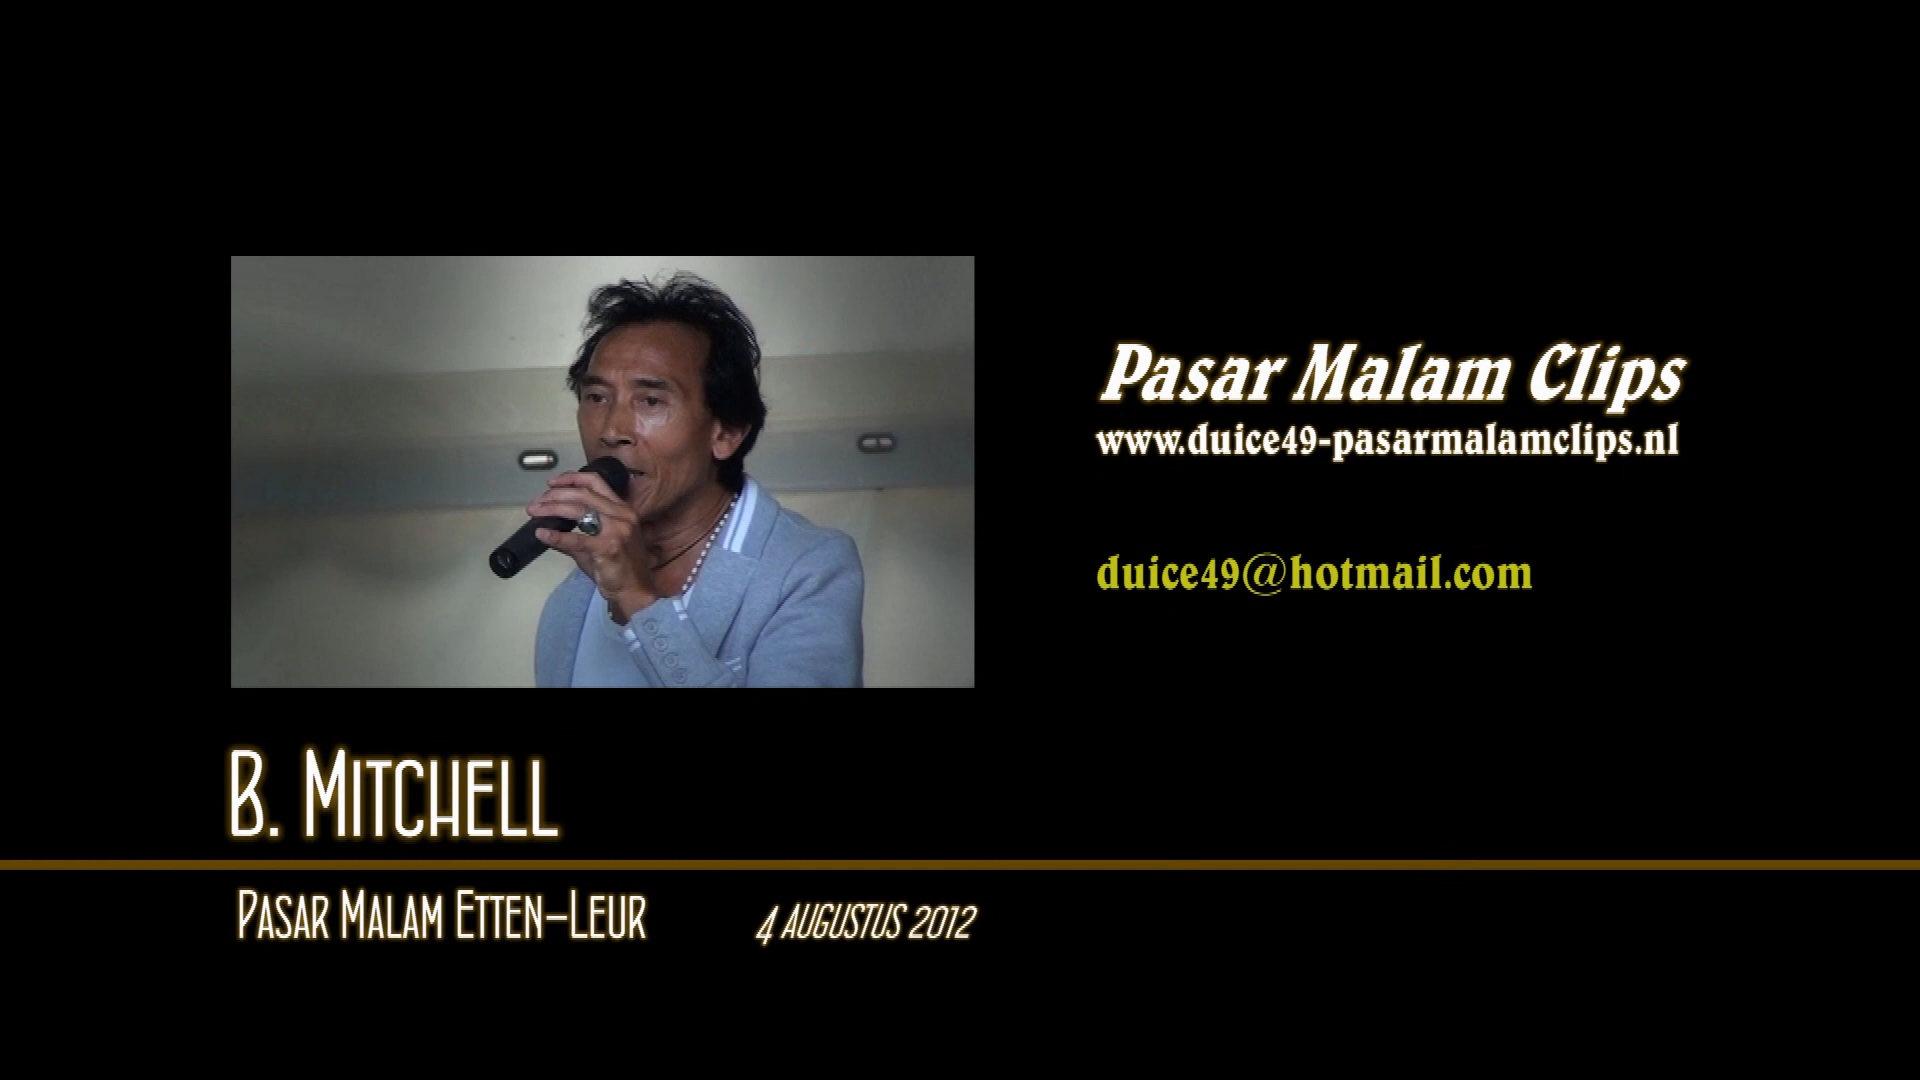 Pasar Malam Clips
www.duice49-pasarmalamclips.nl
duice49@hotmail.com
B. MITCHELL
PASAR MALAM ETTEN-LEUR
4 AUGUSTUS 2012